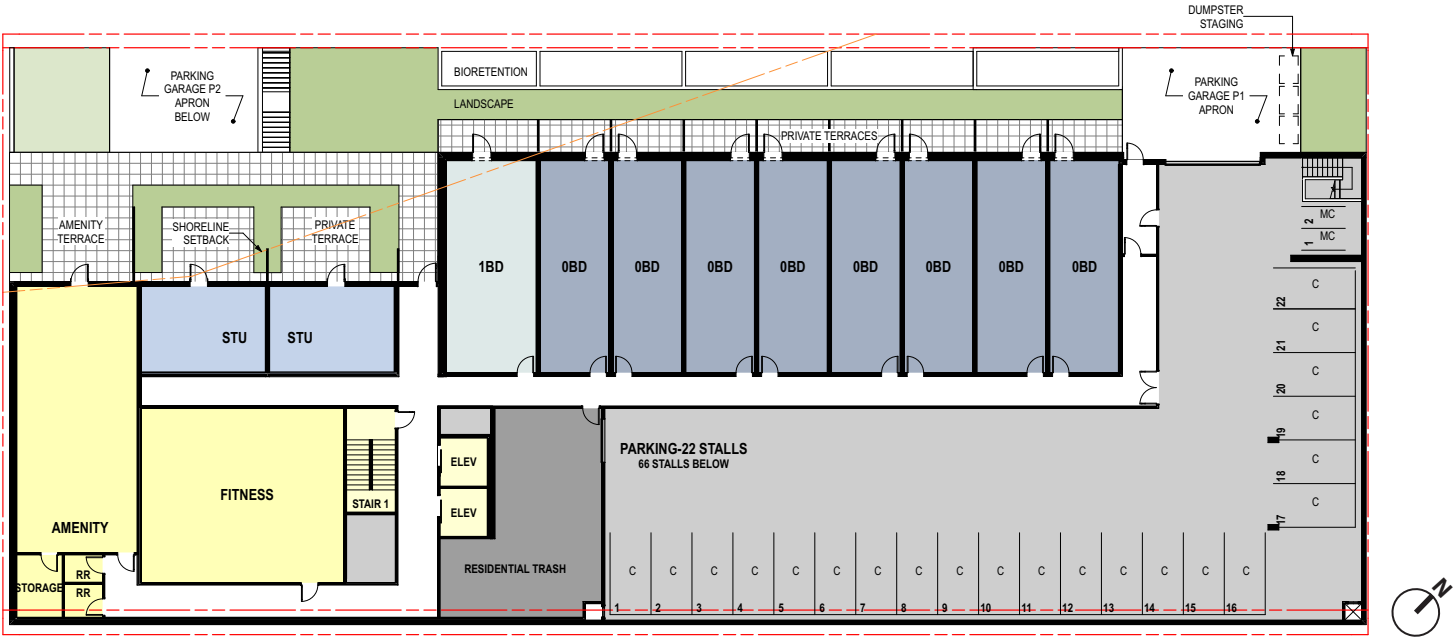 DUMPSTER
STAGING
PARKING
GARAGE P2
APRON
BELOW
BIORETENTION
LANDSCAPE
PARKING
GARAGE P1
APRON
PRIVATE TERRACES
AMENITY
TERRACE
SHORELINE
SETBACK
PRIVATE
TERRACE
2 MC
1 MC
1BD
0BD
0BD
0BD
0BD
0BD
0BD
0BD
0BD
STU
STU
22 C
21 C
20 C
19 C
18 C
17 C
PARKING-22 STALLS
66 STALLS BELOW
ELEV
ELEV
FITNESS
STAIR 1
AMENITY
STORAGE
RR
RR
RESIDENTIAL TRASH
C C C C C C C C C C C C C C C C
1 2 3 4 5 6 7 8 9 10 11 12 13 14 15 16
N